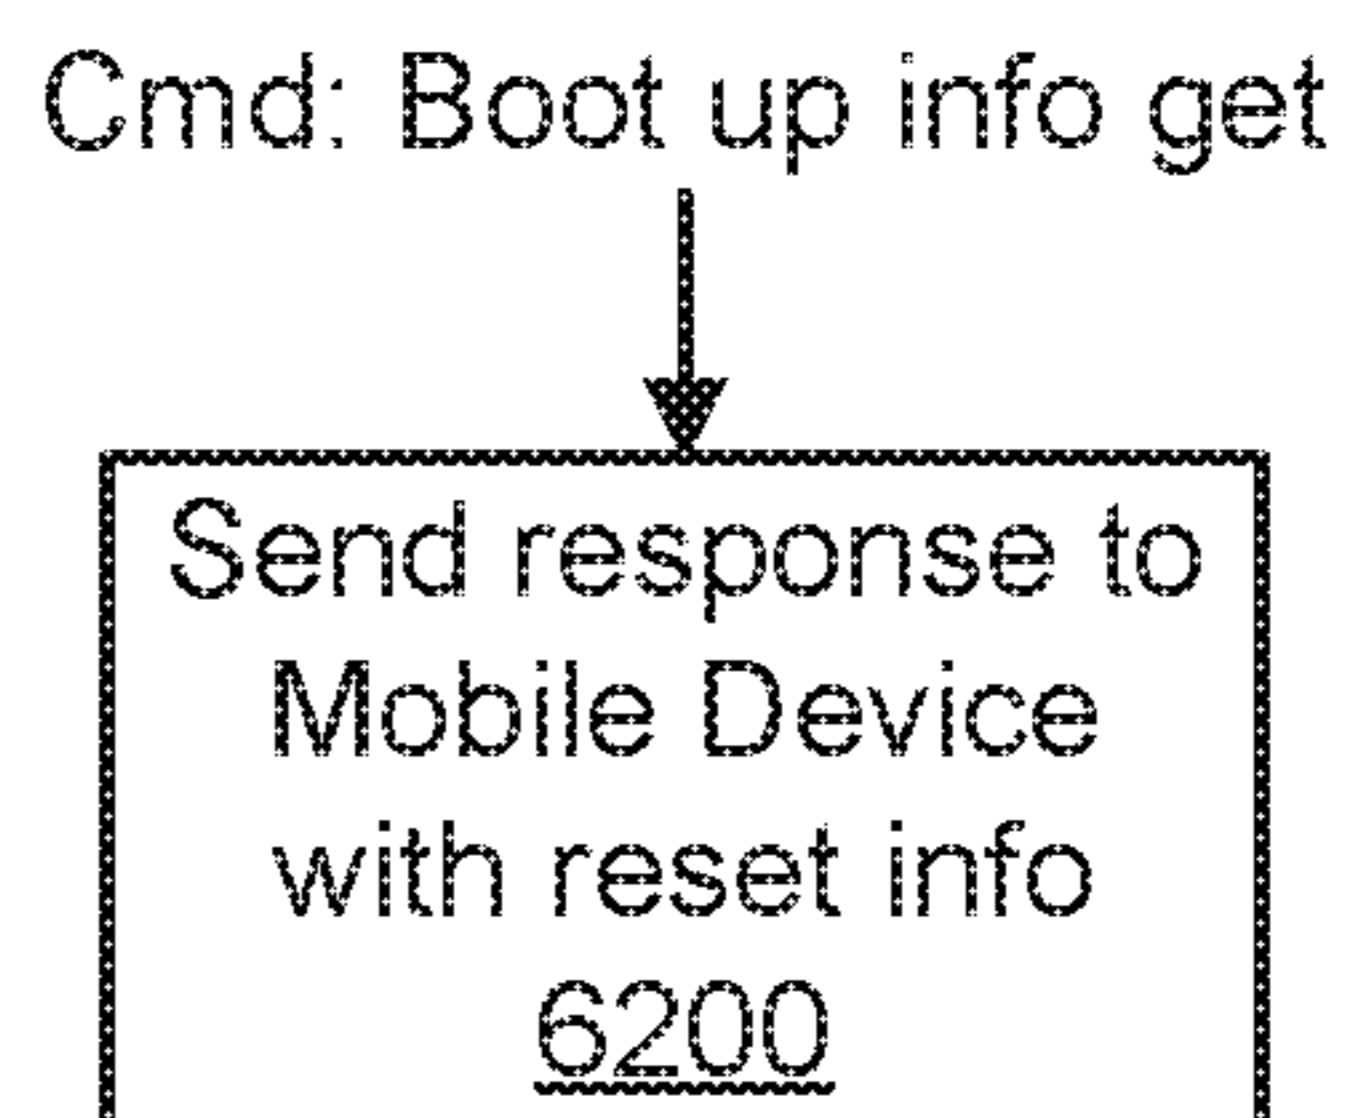 Cmd: Boot up info get
Send response to
Mobile Device
with reset info
6200